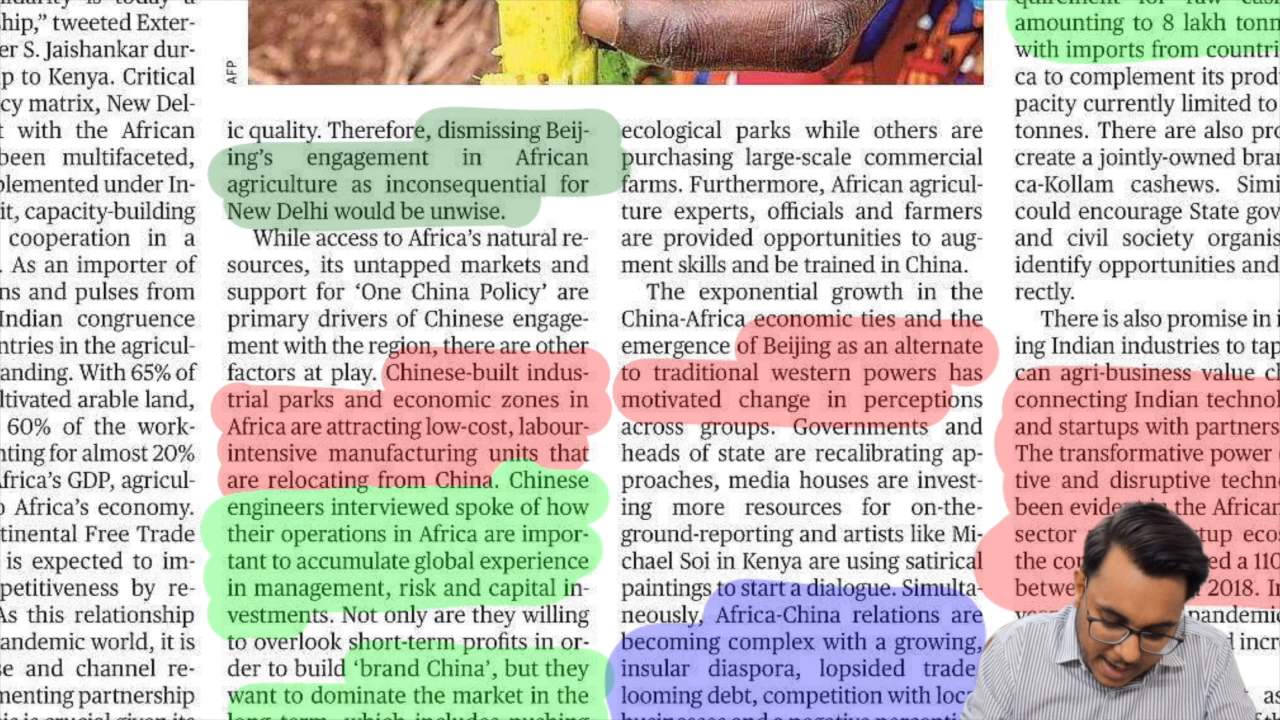 ship,” tweeted Exter-
er S. Jaishankar dur-
p to Kenya. Critical
cy matrix, New Del-
with the African
been multifaceted,
plemented under In-
it, capacity-building
cooperation in a
. As an importer of
ns and pulses from
Indian congruence
ntries in the agricul-
anding. With 65% of
ltivated arable land,
60% of the work-
nting for almost 20%
frica’s GDP, agricul-
Africa’s economy.
tinental Free Trade
is expected to im-
petitiveness by re-
As this relationship
andemic world, it is
se and channel re-
menting partnership
AFP
ic quality. Therefore, dismissing Beij-
ing’s engagement in African
agriculture as inconsequential for
New Delhi would be unwise.
While access to Africa’s natural re-
sources, its untapped markets and
support for ‘One China Policy’ are
primary drivers of Chinese engage-
ment with the region, there are other
factors at play. Chinese-built indus-
trial parks and economic zones in
Africa are attracting low-cost, labour-
intensive manufacturing units that
are relocating from China. Chinese
engineers interviewed spoke of how
their operations in Africa are impor-
tant to accumulate global experience
in management, risk and capital in-
vestments. Not only are they willing
to overlook short-term profits in or-
der to build ‘brand China’, but they
want to dominate the market in the
long term, which includes pushing
ecological parks while others are
purchasing large-scale commercial
farms. Furthermore, African agricul-
ture experts, officials and farmers
are provided opportunities to aug-
ment skills and be trained in China.
The exponential growth in the
China-Africa economic ties and the
emergence of Beijing as an alternate
to traditional western powers has
motivated change in perceptions
across groups. Governments and
heads of state are recalibrating ap-
proaches, media houses are invest-
ing more resources for on-the-
ground-reporting and artists like Mi-
chael Soi in Kenya are using satirical
paintings to start a dialogue. Simulta-
neously, Africa-China relations are
becoming complex with a growing,
insular diaspora, lopsided trade,
looming debt, competition with loca
businesses and a negative
amounting to 8 lakh tonn
with imports from countri
ca to complement its prod
pacity currently limited to
tonnes. There are also pro
create a jointly-owned bran
ca-Kollam cashews. Simi
could encourage State gov
and civil society organis
identify opportunities and
rectly.
There is also promise in i
ing Indian industries to tap
can agri-business value ch
connecting Indian technol
and startups with partners
The transformative power
tive and disruptive techn
been evide the African
sector tup eco
the co ed a 110
betwe 2018. I
pandemi
incr